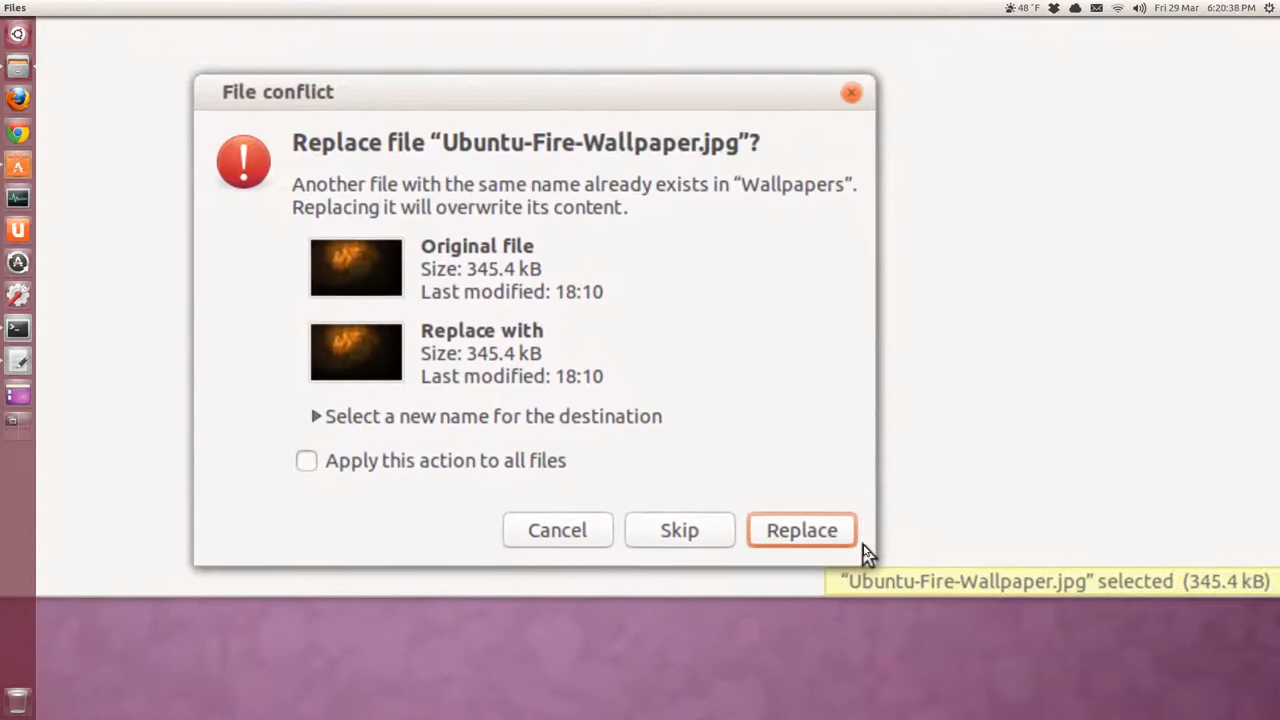 Files
48 °F
Fri 29 Mar
6:20:38 PM
File conflict
Replace file “Ubuntu-Fire-Wallpaper.jpg”?
Another file with the same name already exists in “Wallpapers”.
Replacing it will overwrite its content.
Original file
Size: 345.4 kB
Last modified: 18:10
Replace with
Size: 345.4 kB
Last modified: 18:10
Select a new name for the destination
Apply this action to all files
Cancel
Skip
Replace
“Ubuntu-Fire-Wallpaper.jpg” selected (345.4 kB)